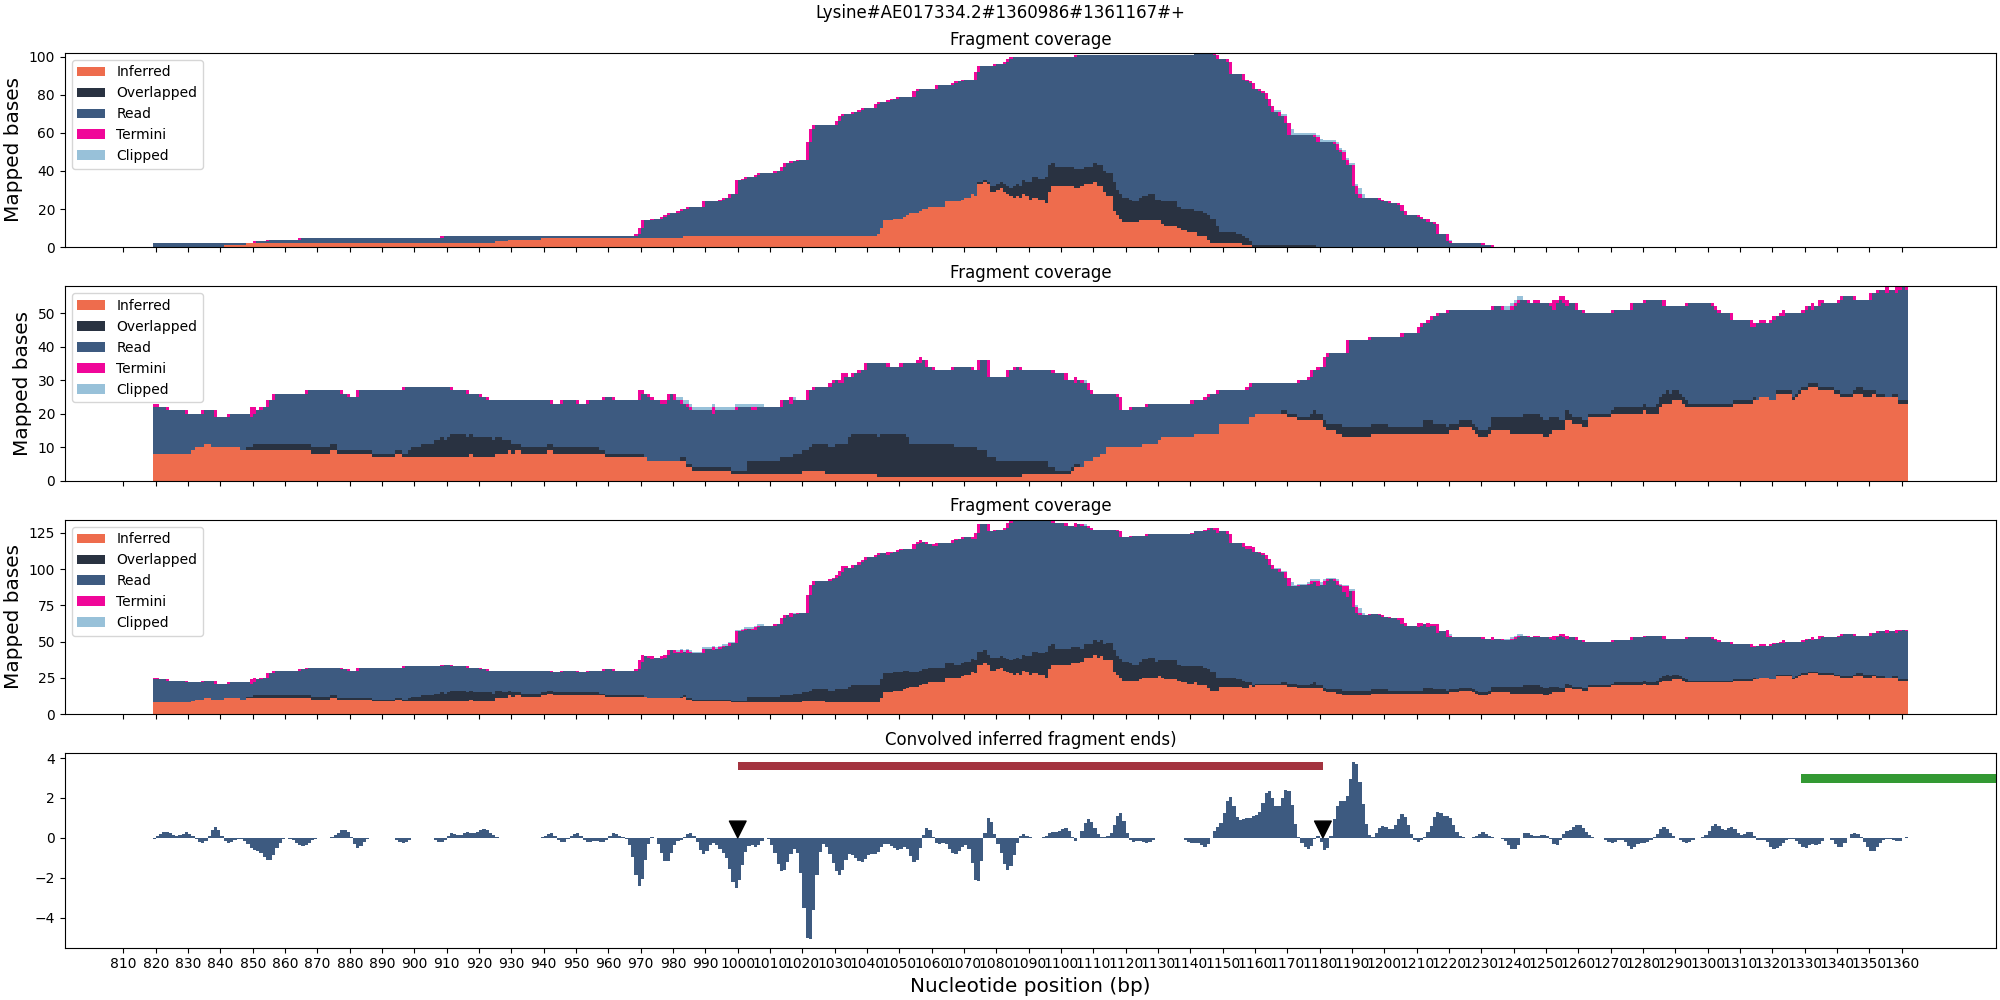 Lysine#AE017334.2#1360986#1361167#+
Fragment coverage
Mapped bases
100
80
60
40
20
0
Inferred
Overlapped
Read
Termini
Clipped
Fragment coverage
Mapped bases
50
40
30
20
10
0
Inferred
Overlapped
Read
Termini
Clipped
Fragment coverage
Mapped bases
125
100
75
50
25
0
Inferred
Overlapped
Read
Termini
Clipped
Convolved inferred fragment ends)
4
2
0
−2
−4
810 820 830 840 850 860 870 880 890 900 910 920 930 940 950 960 970 980 990 1000 1010 1020 1030 1040 1050 1060 1070 1080 1090 1100 1110 1120 1130 1140 1150 1160 1170 1180 1190 1200 1210 1220 1230 1240 1250 1260 1270 1280 1290 1300 1310 1320 1330 1340 1350 1360
Nucleotide position (bp)